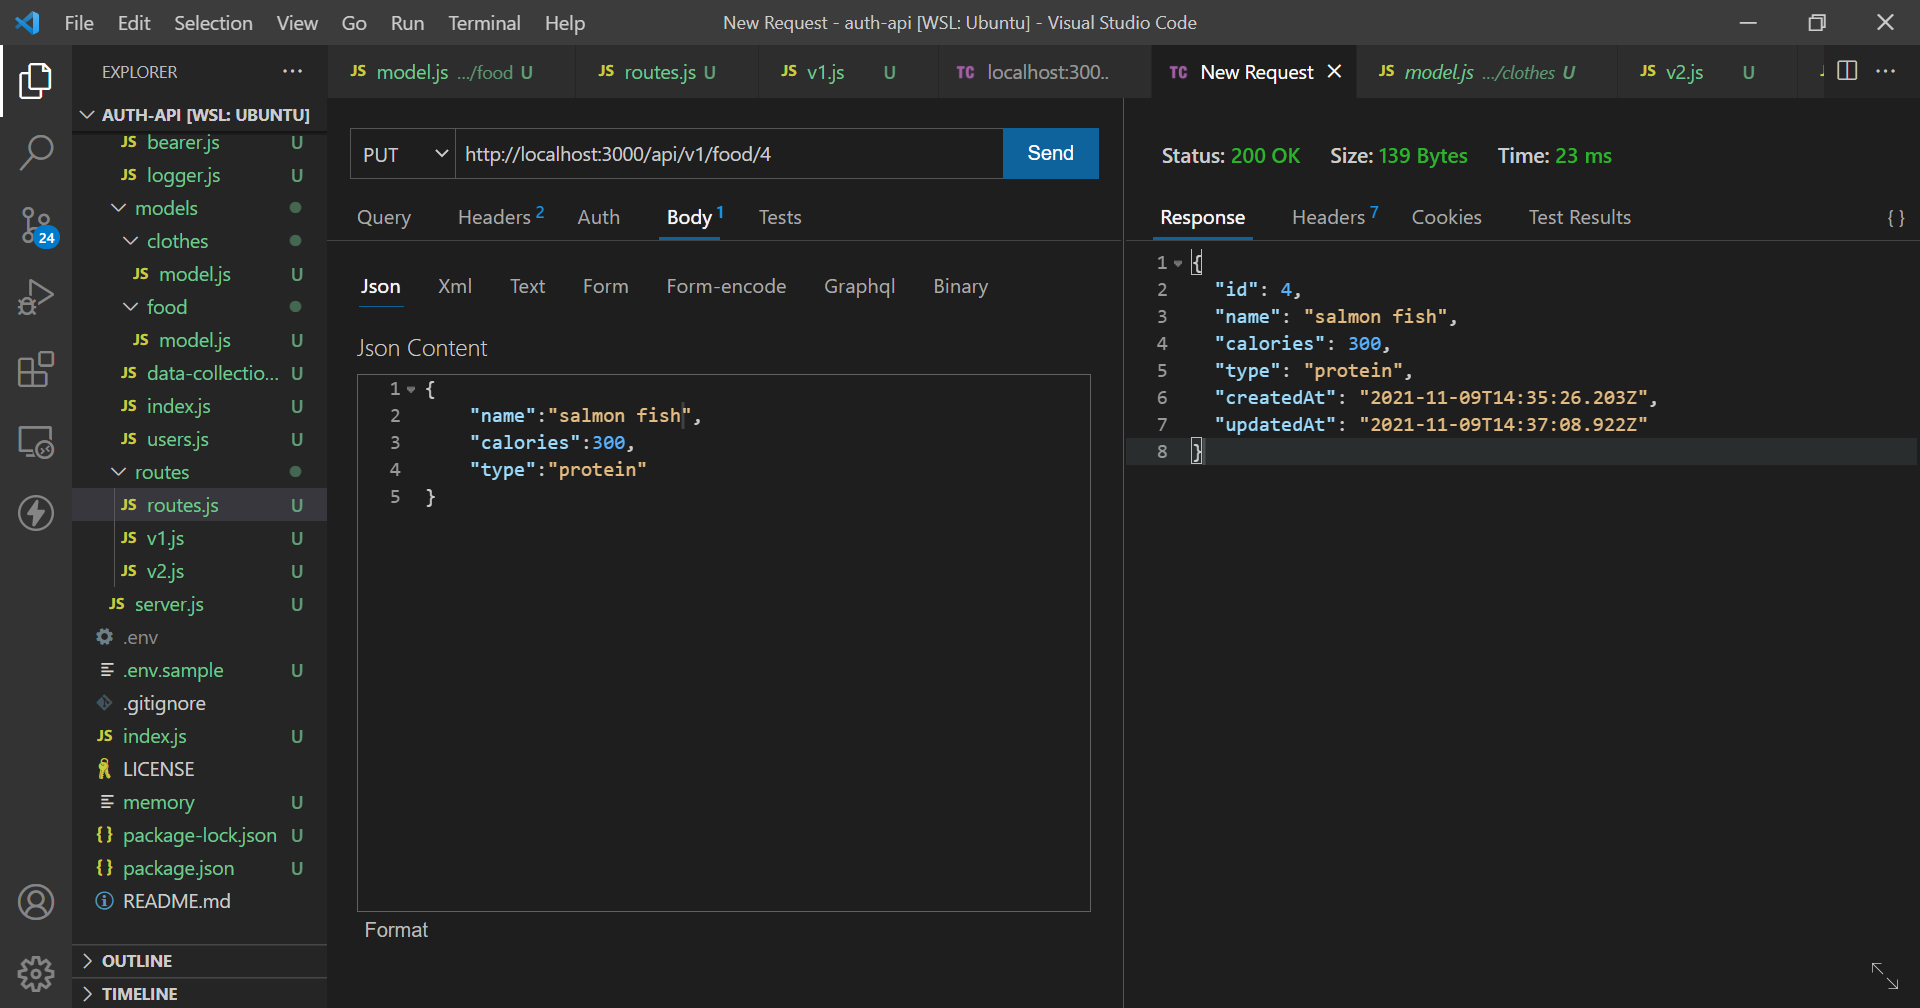 File Edit Selection View Go Run Terminal Help
New Request - auth-api [WSL: Ubuntu] - Visual Studio Code
EXPLORER
AUTH-API [WSL: UBUNTU]
JS bearer.js U
JS logger.js U
models
clothes
JS model.js U
food
JS model.js U
JS data-collectio... U
JS index.js U
JS users.js U
routes
JS routes.js U
JS v1.js U
JS v2.js U
JS server.js U
.env
.env.sample U
.gitignore
JS index.js U
LICENSE
memory U
{} package-lock.json U
{} package.json U
README.md
OUTLINE
TIMELINE
24
JS model.js .../food U
JS routes.js U
JS v1.js U
TC localhost:300..
TC New Request
JS model.js .../clothes U
JS v2.js U
PUT http://localhost:3000/api/v1/food/4 Send
Query Headers 2 Auth Body 1 Tests
Json Xml Text Form Form-encode Graphql Binary
Json Content
1 {
2 "name":"salmon fish",
3 "calories":300,
4 "type":"protein"
5 }
Format
Status: 200 OK Size: 139 Bytes Time: 23 ms
Response Headers 7 Cookies Test Results {}
1 {
2 "id": 4,
3 "name": "salmon fish",
4 "calories": 300,
5 "type": "protein",
6 "createdAt": "2021-11-09T14:35:26.203Z",
7 "updatedAt": "2021-11-09T14:37:08.922Z"
8 }